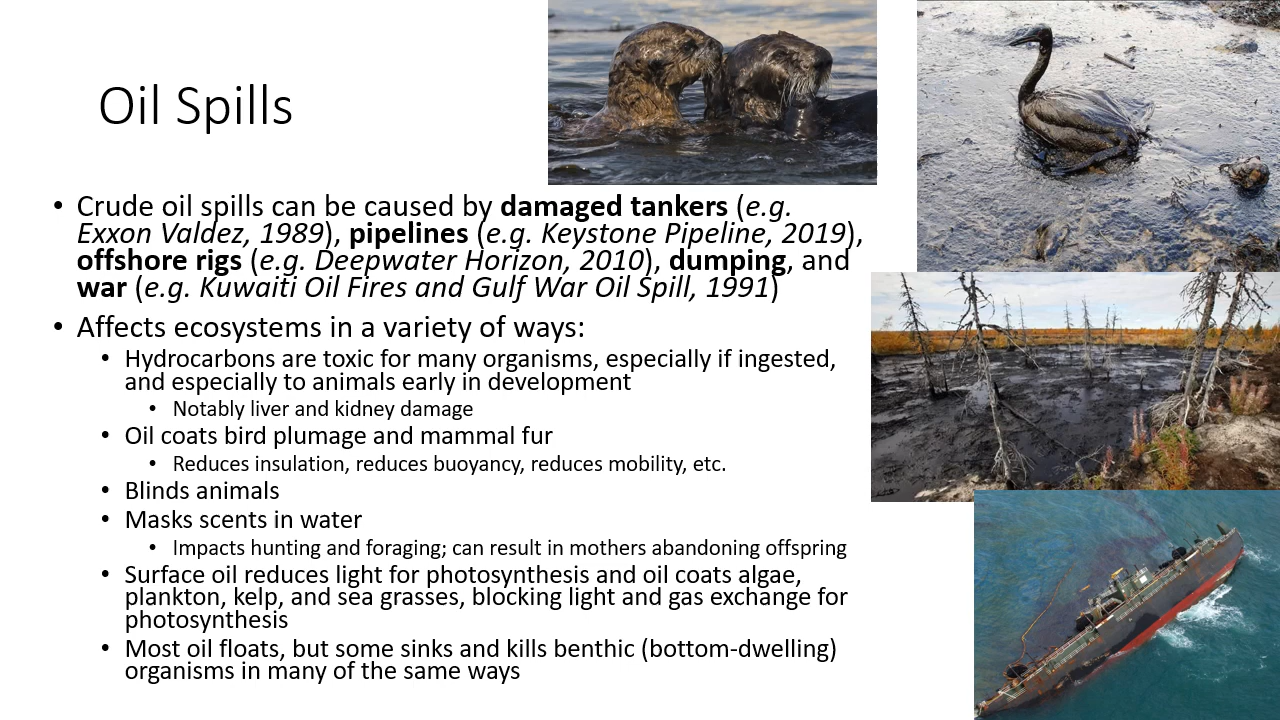 Oil Spills
• Crude oil spills can be caused by damaged tankers (e.g.
Exxon Valdez, 1989), pipelines (e.g. Keystone Pipeline, 2019),
offshore rigs (e.g. Deepwater Horizon, 2010), dumping, and
war (e.g. Kuwaiti Oil Fires and Gulf War Oil Spill, 1991)
• Affects ecosystems in a variety of ways:
• Hydrocarbons are toxic for many organisms, especially if ingested,
and especially to animals early in development
• Notably liver and kidney damage
• Oil coats bird plumage and mammal fur
• Reduces insulation, reduces buoyancy, reduces mobility, etc.
• Blinds animals
• Masks scents in water
• Impacts hunting and foraging; can result in mothers abandoning offspring
• Surface oil reduces light for photosynthesis and oil coats algae,
plankton, kelp, and sea grasses, blocking light and gas exchange for
photosynthesis
• Most oil floats, but some sinks and kills benthic (bottom-dwelling)
organisms in many of the same ways